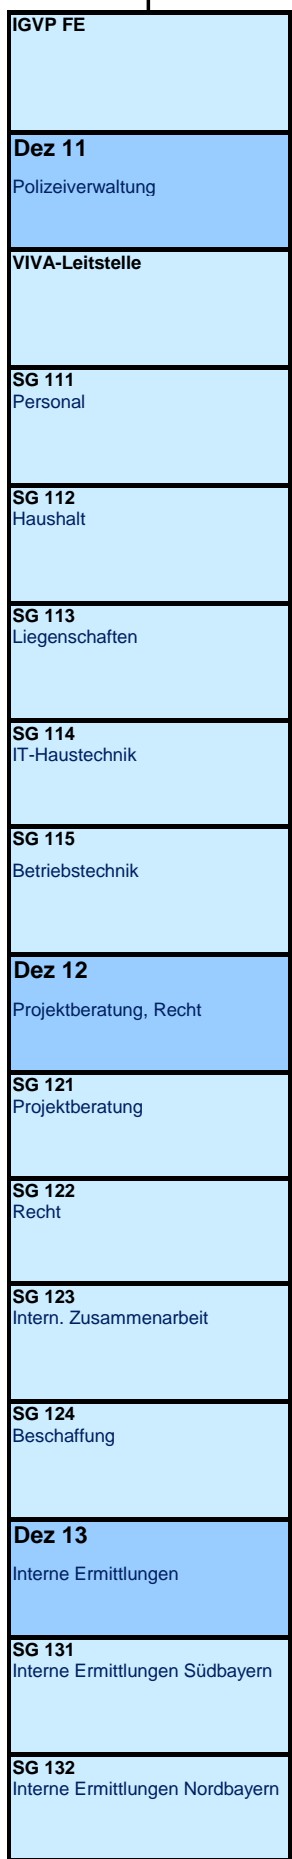 IGVP FE
Dez 11
Polizeiverwaltung
VIVA-Leitstelle
SG 111
Personal
SG 112
Haushalt
SG 113
Liegenschaften
SG 114
IT-Haustechnik
SG 115
Betriebstechnik
Dez 12
Projektberatung, Recht
SG 121
Projektberatung
SG 122
Recht
SG 123
Intern. Zusammenarbeit
SG 124
Beschaffung
Dez 13
Interne Ermittlungen
SG 131
Interne Ermittlungen Südbayern
SG 132
Interne Ermittlungen Nordbayern